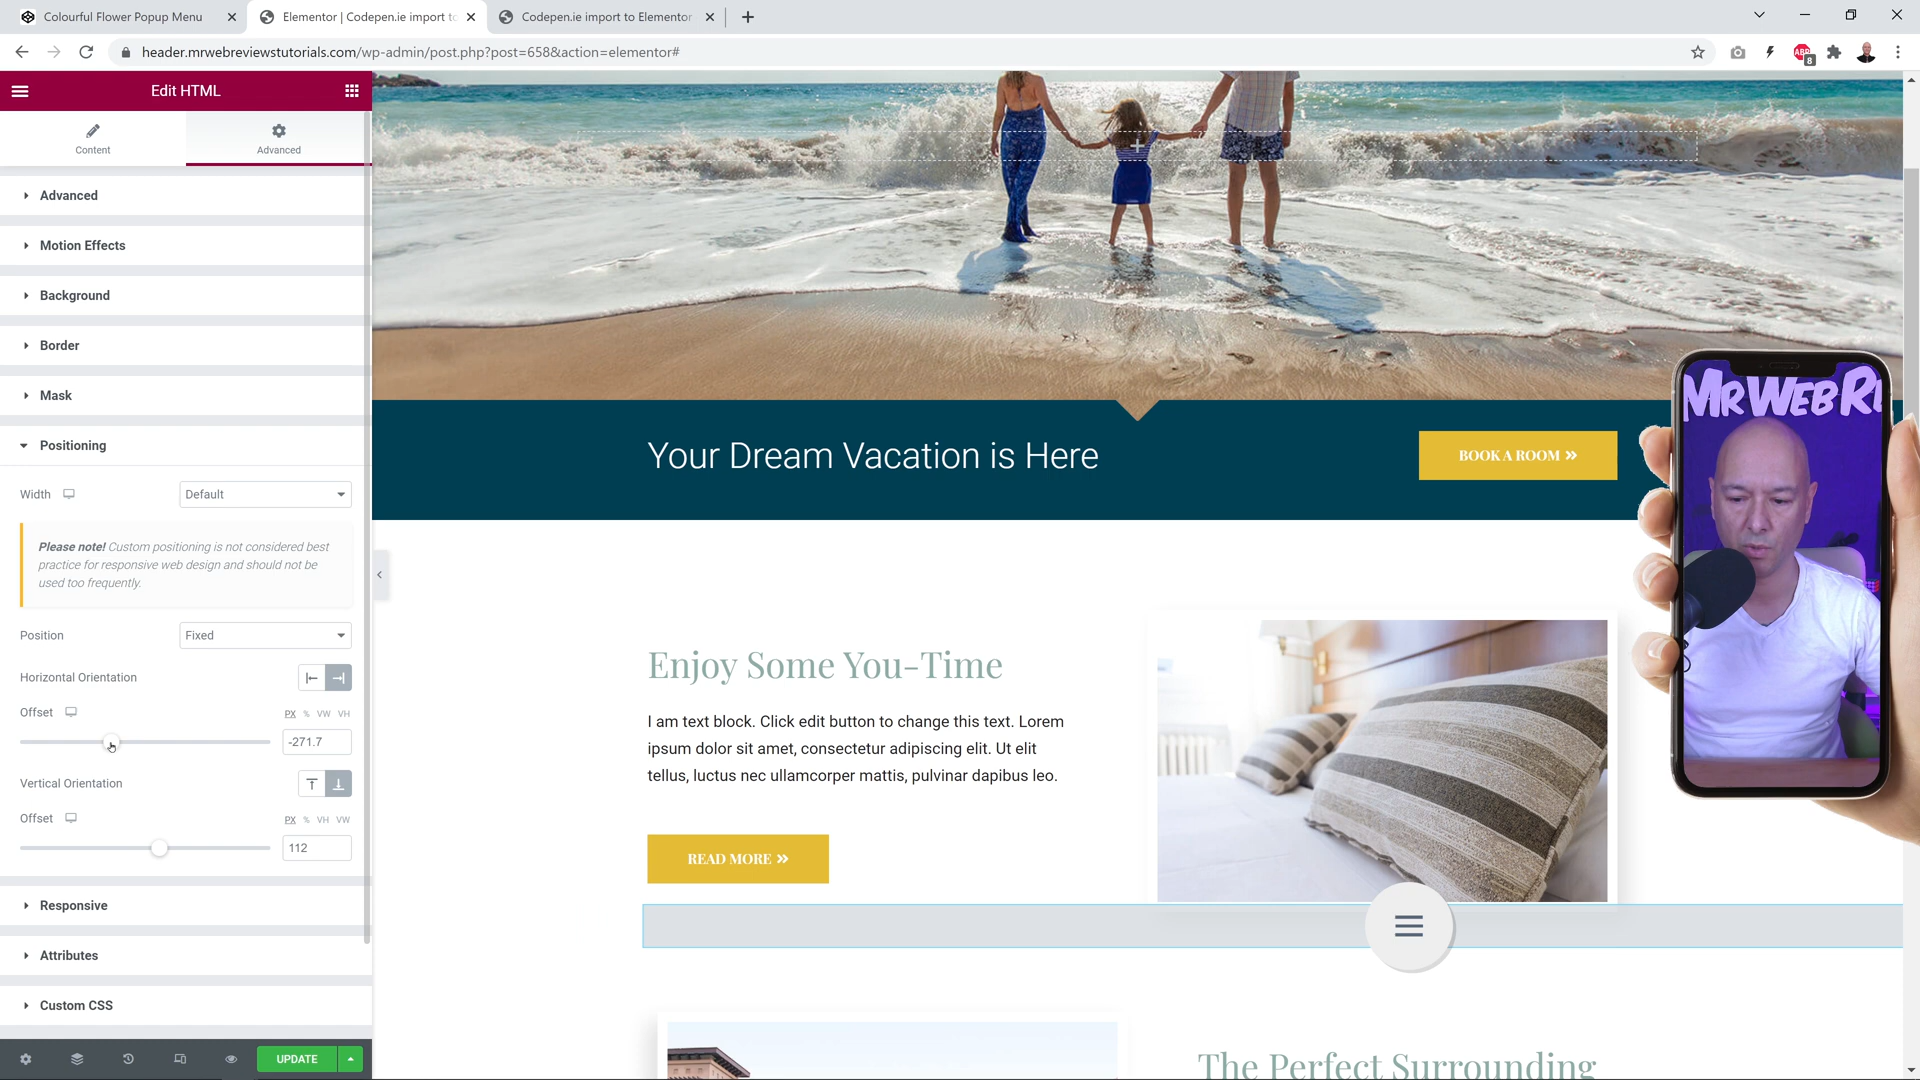 Colourful Flower Popup Menu
Elementor | Codepen.ie import to
Codepen.ie import to Elementor
header.mrwebreviewstutorials.com/wp-admin/post.php?post=658&action=elementor#
ABP
8
Edit HTML
Content
Advanced
Advanced
Motion Effects
Background
Border
Mask
Positioning
Width
Default
Please note! Custom positioning is not considered best
practice for responsive web design and should not be
used too frequently.
Position
Fixed
Horizontal Orientation
Offset
PX % VW VH
-271.7
Vertical Orientation
Offset
PX % VH VW
112
Responsive
Attributes
Custom CSS
UPDATE
Your Dream Vacation is Here
BOOK A ROOM »
MRWEBR
Enjoy Some You-Time
I am text block. Click edit button to change this text. Lorem
ipsum dolor sit amet, consectetur adipiscing elit. Ut elit
tellus, luctus nec ullamcorper mattis, pulvinar dapibus leo.
READ MORE »
The Perfect Surrounding